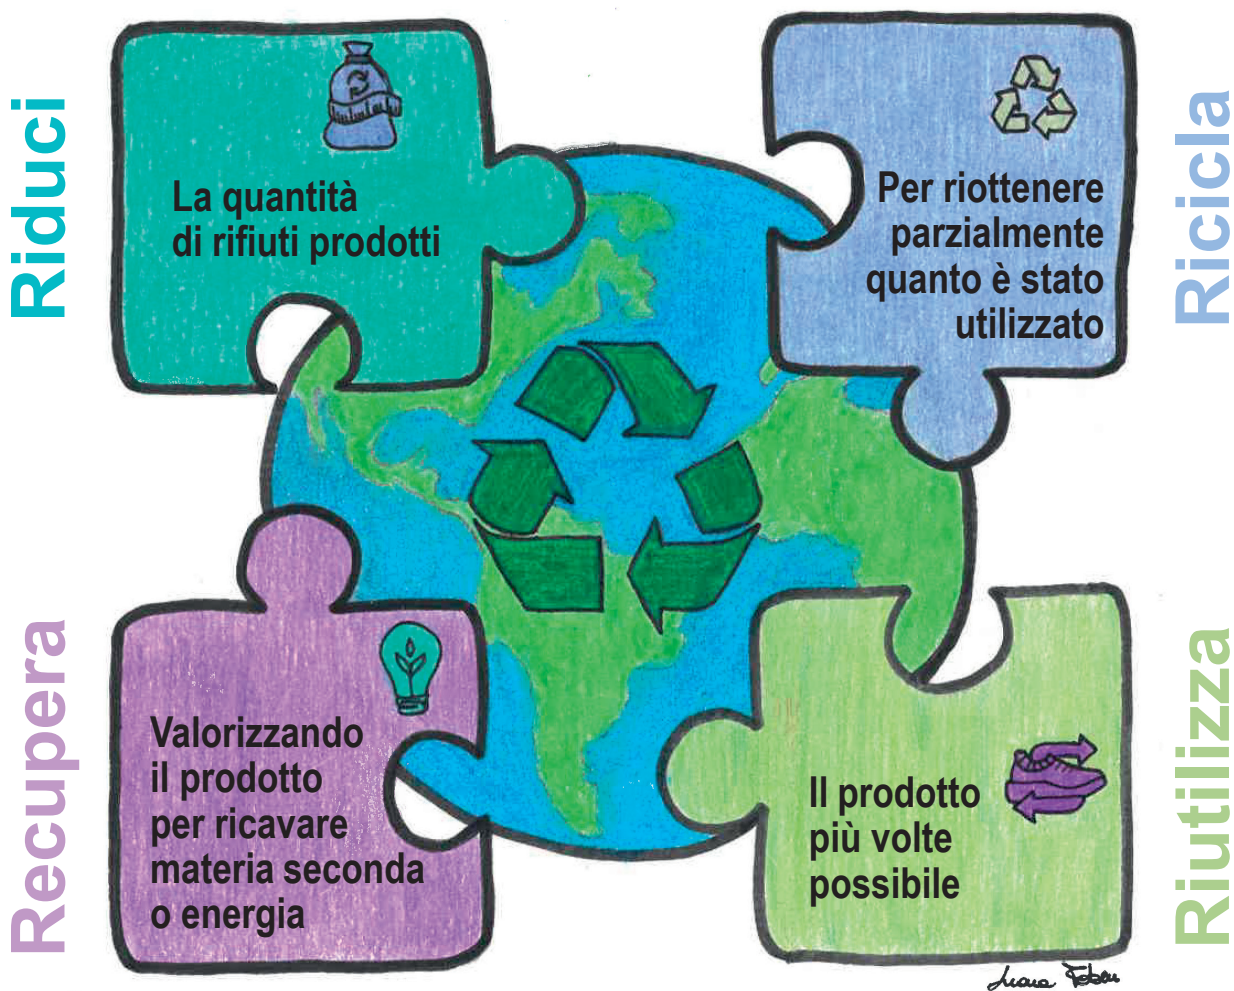 Riduci
La quantità
di rifiuti prodotti
Ricicla
Per riottenere
parzialmente
quanto è stato
utilizzato
Recupera
Valorizzando
il prodotto
per ricavare
materia seconda
o energia
Riutilizza
Il prodotto
più volte
possibile